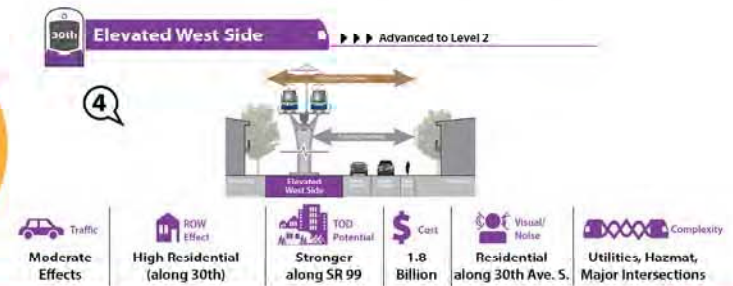 30th
Elevated West Side
Advanced to Level 2
4
Elevated
West Side
Traffic
Moderate
Effects
ROW
Effect
High Residential
(along 30th)
TOD
Potential
Stronger
along SR 99
$ Cost
1.8
Billion
Visual/
Noise
Residential
along 30th Ave. S.
Complexity
Utilities, Hazmat,
Major Intersections